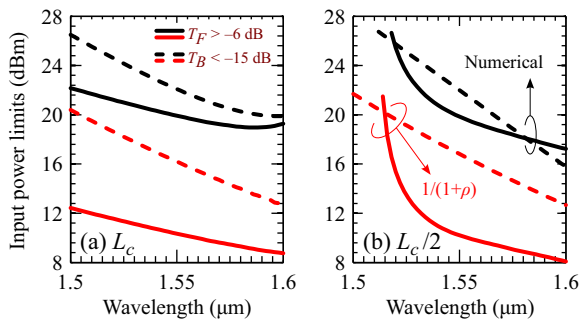 Input power limits (dBm)
28
24
20
16
12
8
T_F > −6 dB
T_B < −15 dB
(a) L_c
1.5
1.55
1.6
Wavelength (μm)
28
24
20
16
12
8
Numerical
1/(1+ρ)
(b) L_c/2
1.5
1.55
1.6
Wavelength (μm)